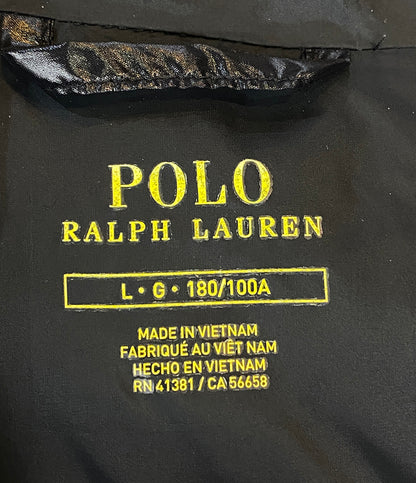 POLO
RALPH LAUREN
L • G • 180/100A
MADE IN VIETNAM
FABRIQUÉ AU VIÊT NAM
HECHO EN VIETNAM
RN 41381 / CA 56658